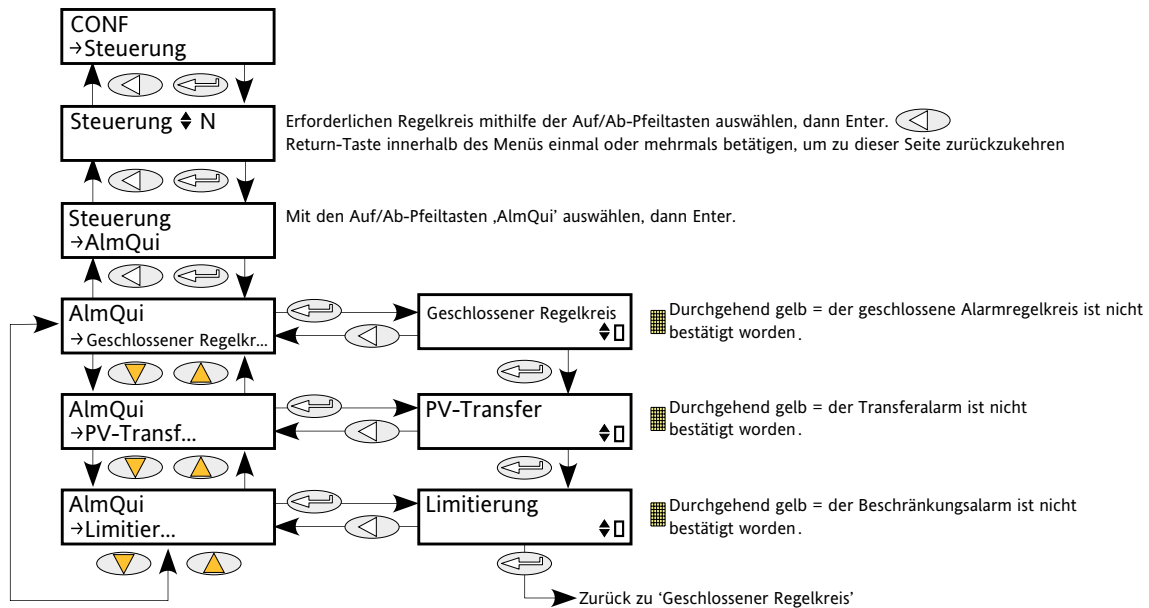 CONF
→Steuerung
Steuerung N
Erforderlichen Regelkreis mithilfe der Auf/Ab-Pfeiltasten auswählen, dann Enter.
Return-Taste innerhalb des Menüs einmal oder mehrmals betätigen, um zu dieser Seite zurückzukehren
Steuerung
→AlmQui
Mit den Auf/Ab-Pfeiltasten ‚AlmQui’ auswählen, dann Enter.
AlmQui
→Geschlossener Regelkr...
Geschlossener Regelkreis
Durchgehend gelb = der geschlossene Alarmregelkreis ist nicht
bestätigt worden.
AlmQui
→PV-Transf...
PV-Transfer
Durchgehend gelb = der Transferalarm ist nicht
bestätigt worden.
AlmQui
→Limitier...
Limitierung
Durchgehend gelb = der Beschränkungsalarm ist nicht
bestätigt worden.
Zurück zu 'Geschlossener Regelkreis’